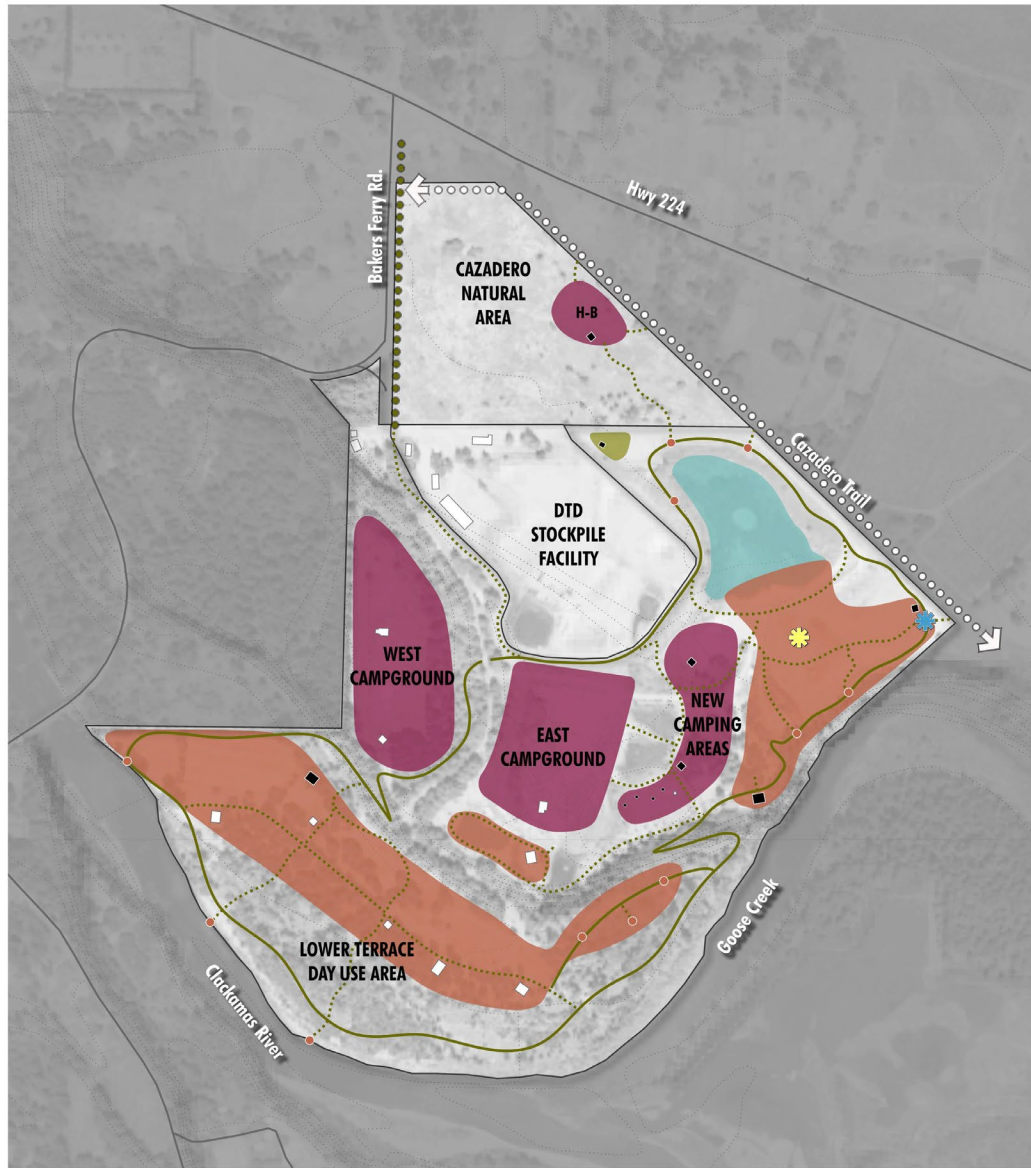 Bakers Ferry Rd.
Hwy 224
CAZADERO
NATURAL
AREA
H-B
Cazadero Trail
DTD
STOCKPILE
FACILITY
WEST
CAMPGROUND
EAST
CAMPGROUND
NEW
CAMPING
AREAS
LOWER TERRACE
DAY USE AREA
Goose Creek
Clackamas River